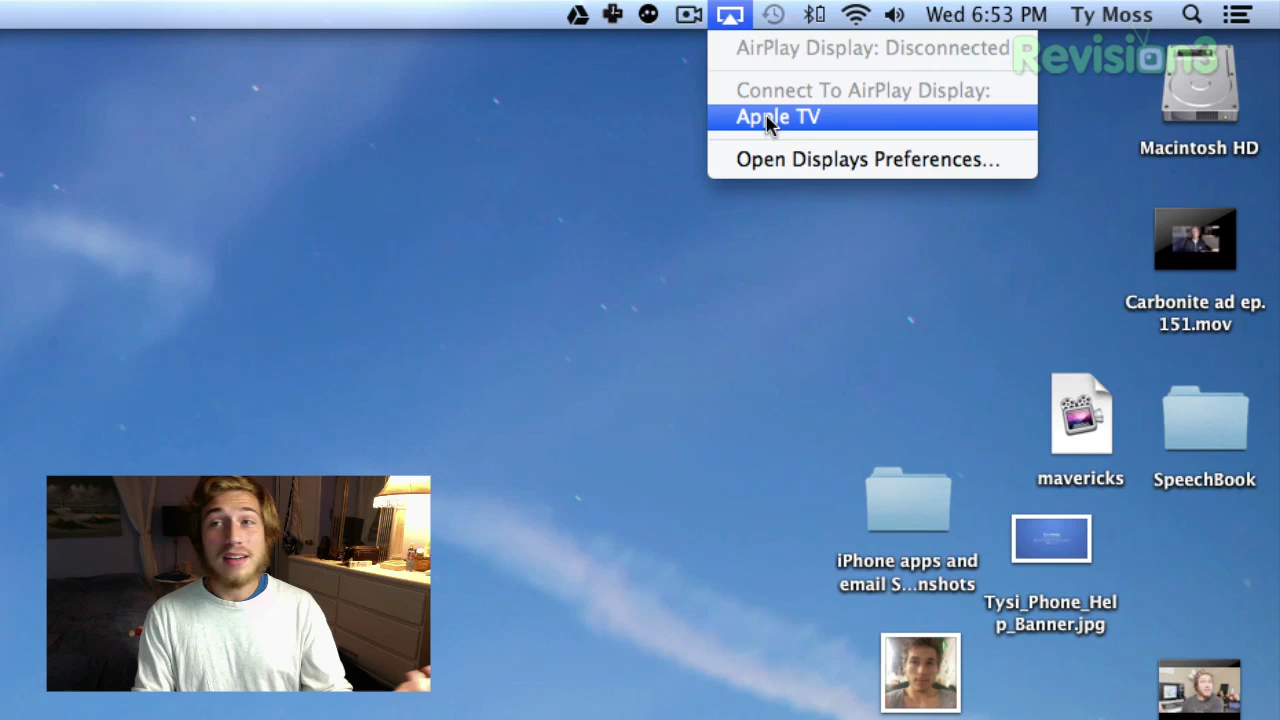 Wed 6:53 PM Ty Moss
AirPlay Display: Disconnected
Revision3
Connect To AirPlay Display:
Apple TV
Open Displays Preferences...
Macintosh HD
Carbonite ad ep.
151.mov
mavericks
SpeechBook
iPhone apps and
email S...nshots
Tysi_Phone_Hel
p_Banner.jpg